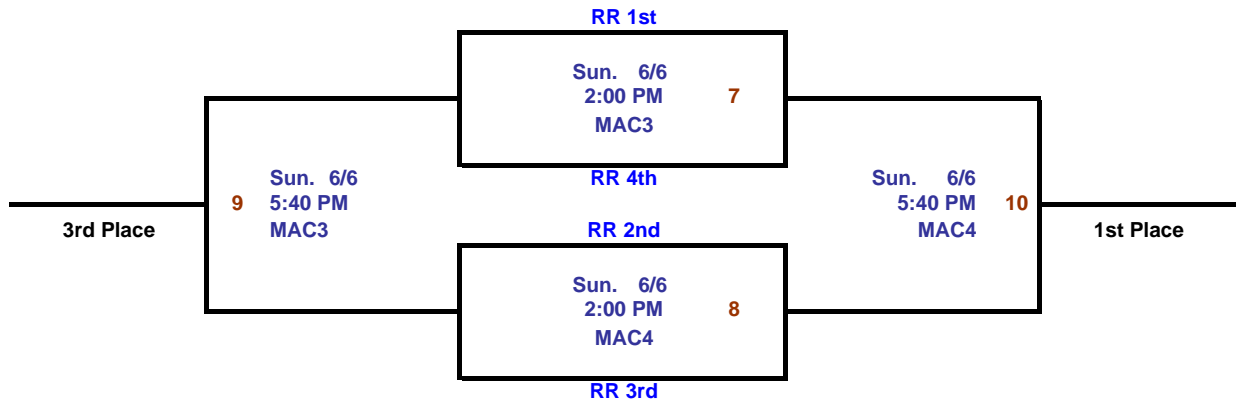 RR 1st
Sun. 6/6
2:00 PM 7
MAC3
RR 4th
Sun. 6/6
9 5:40 PM
MAC3
3rd Place
Sun. 6/6
5:40 PM 10
MAC4
1st Place
RR 2nd
Sun. 6/6
2:00 PM 8
MAC4
RR 3rd